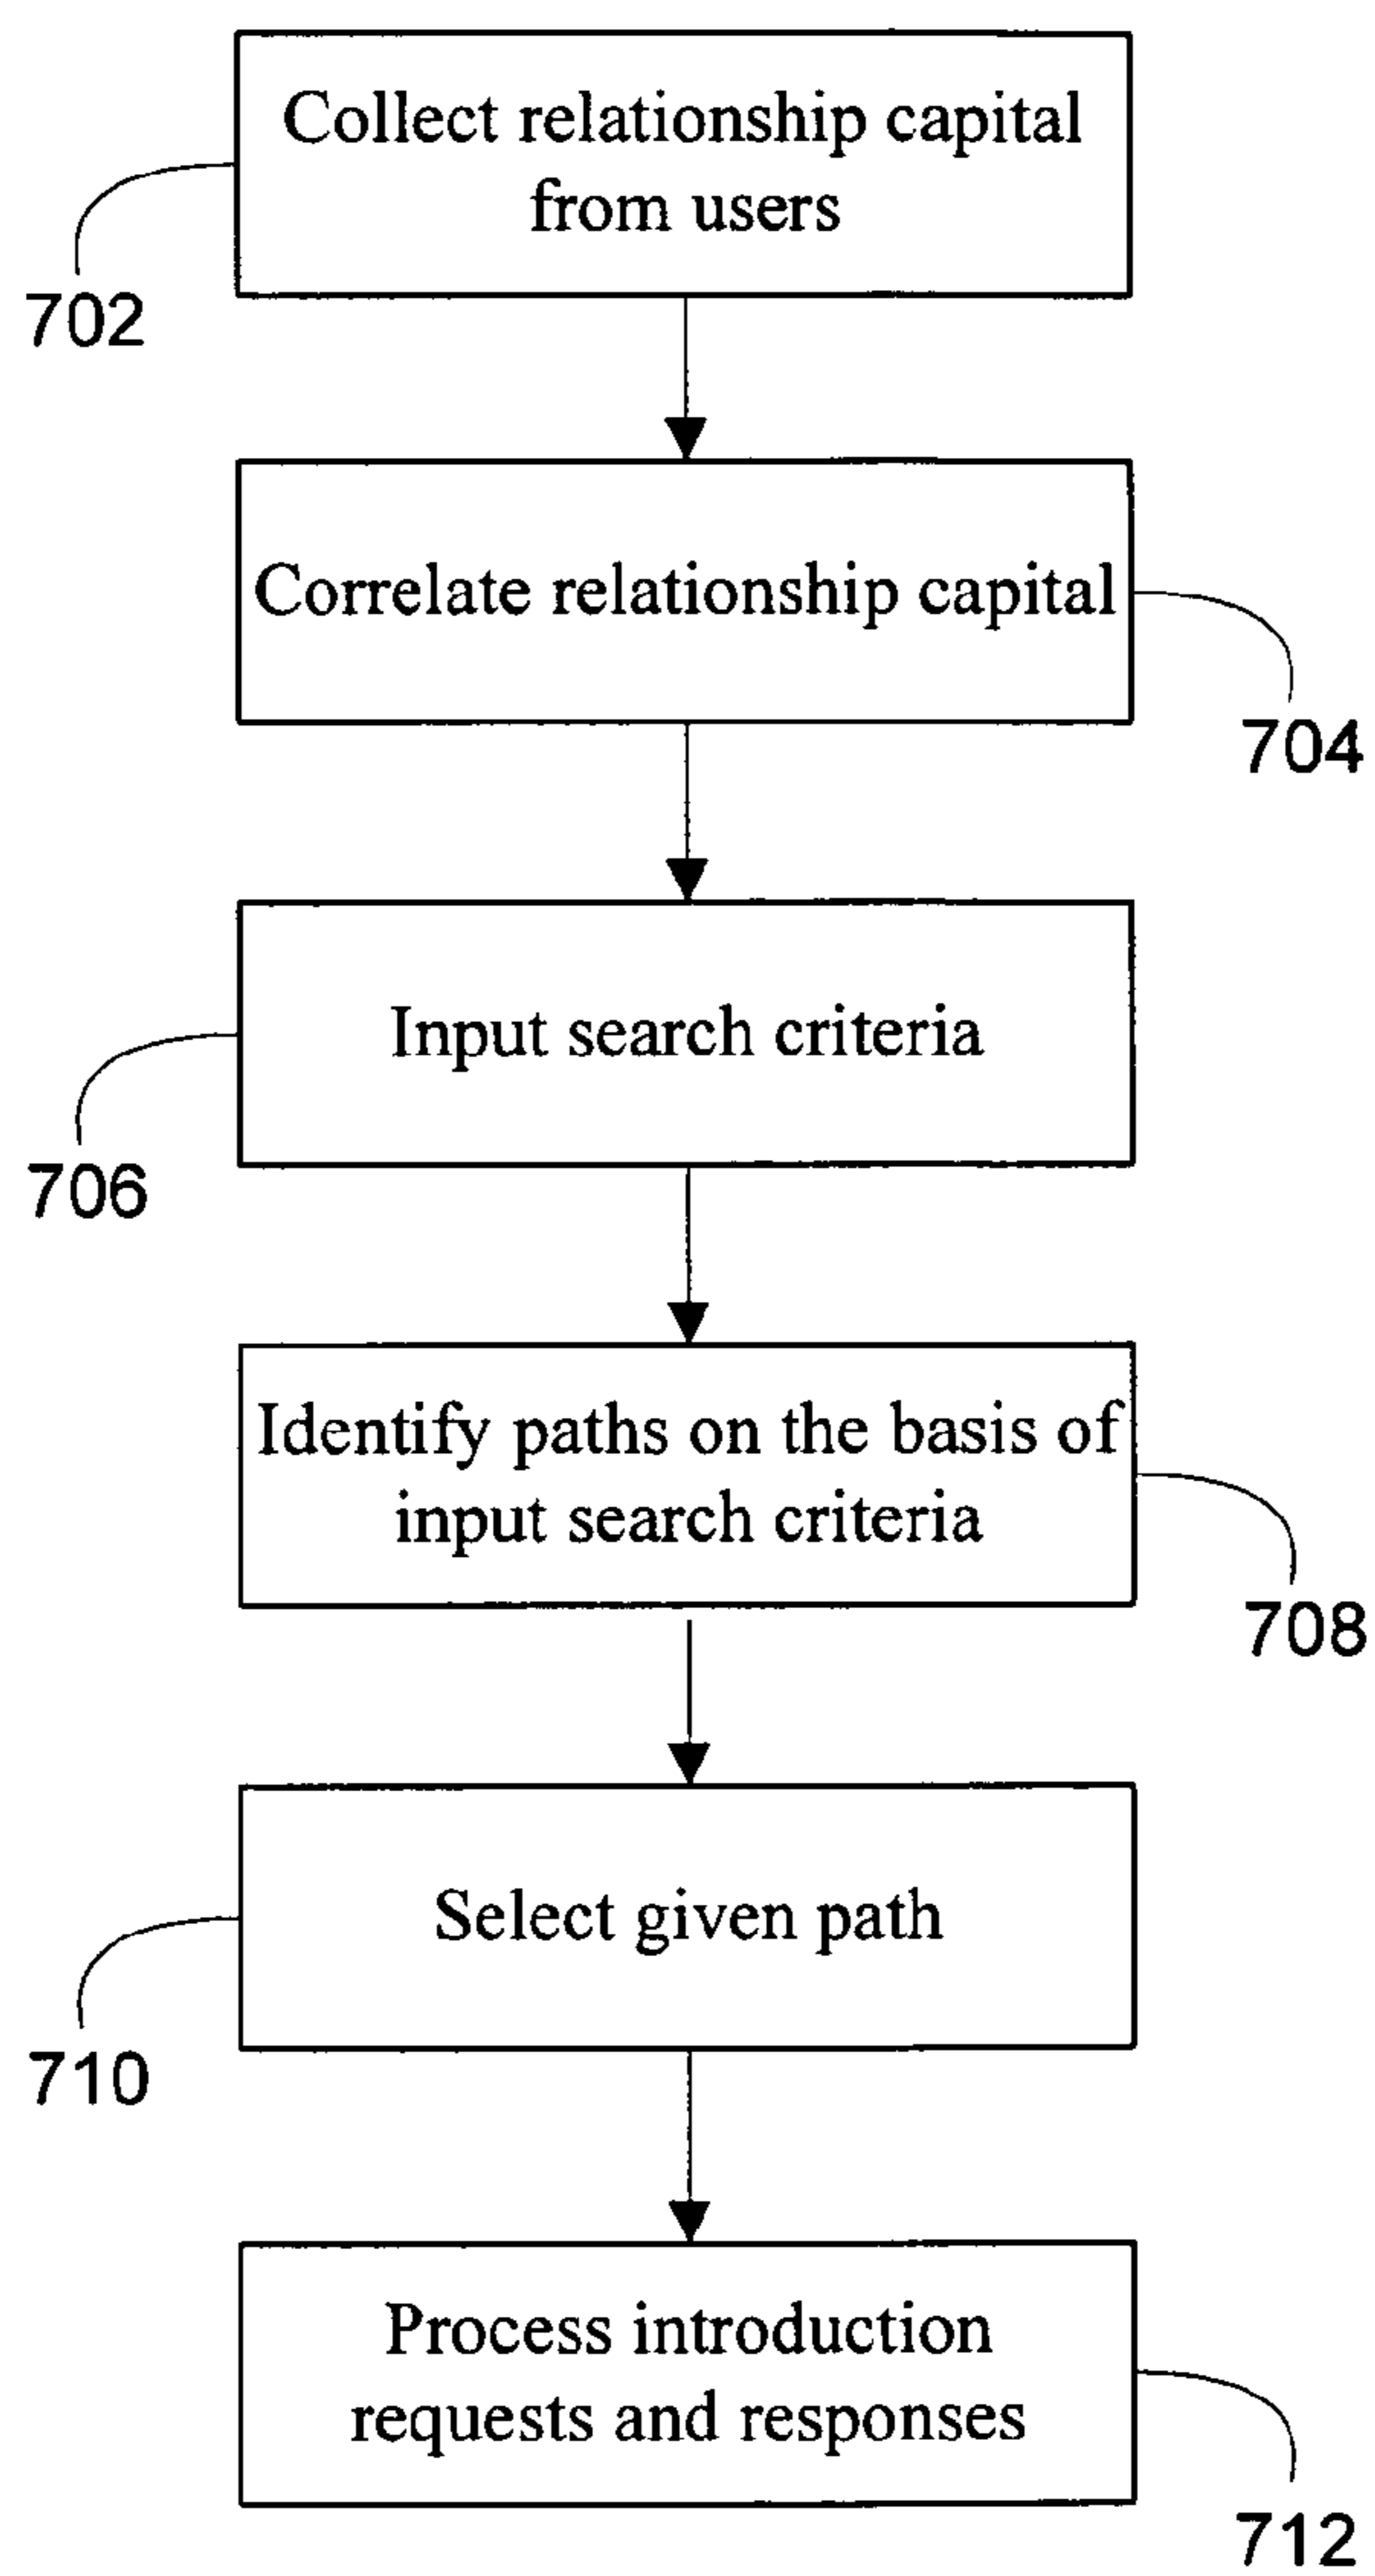 Collect relationship capital
from users
702
Correlate relationship capital
704
Input search criteria
706
Identify paths on the basis of
input search criteria
708
Select given path
710
Process introduction
requests and responses
712